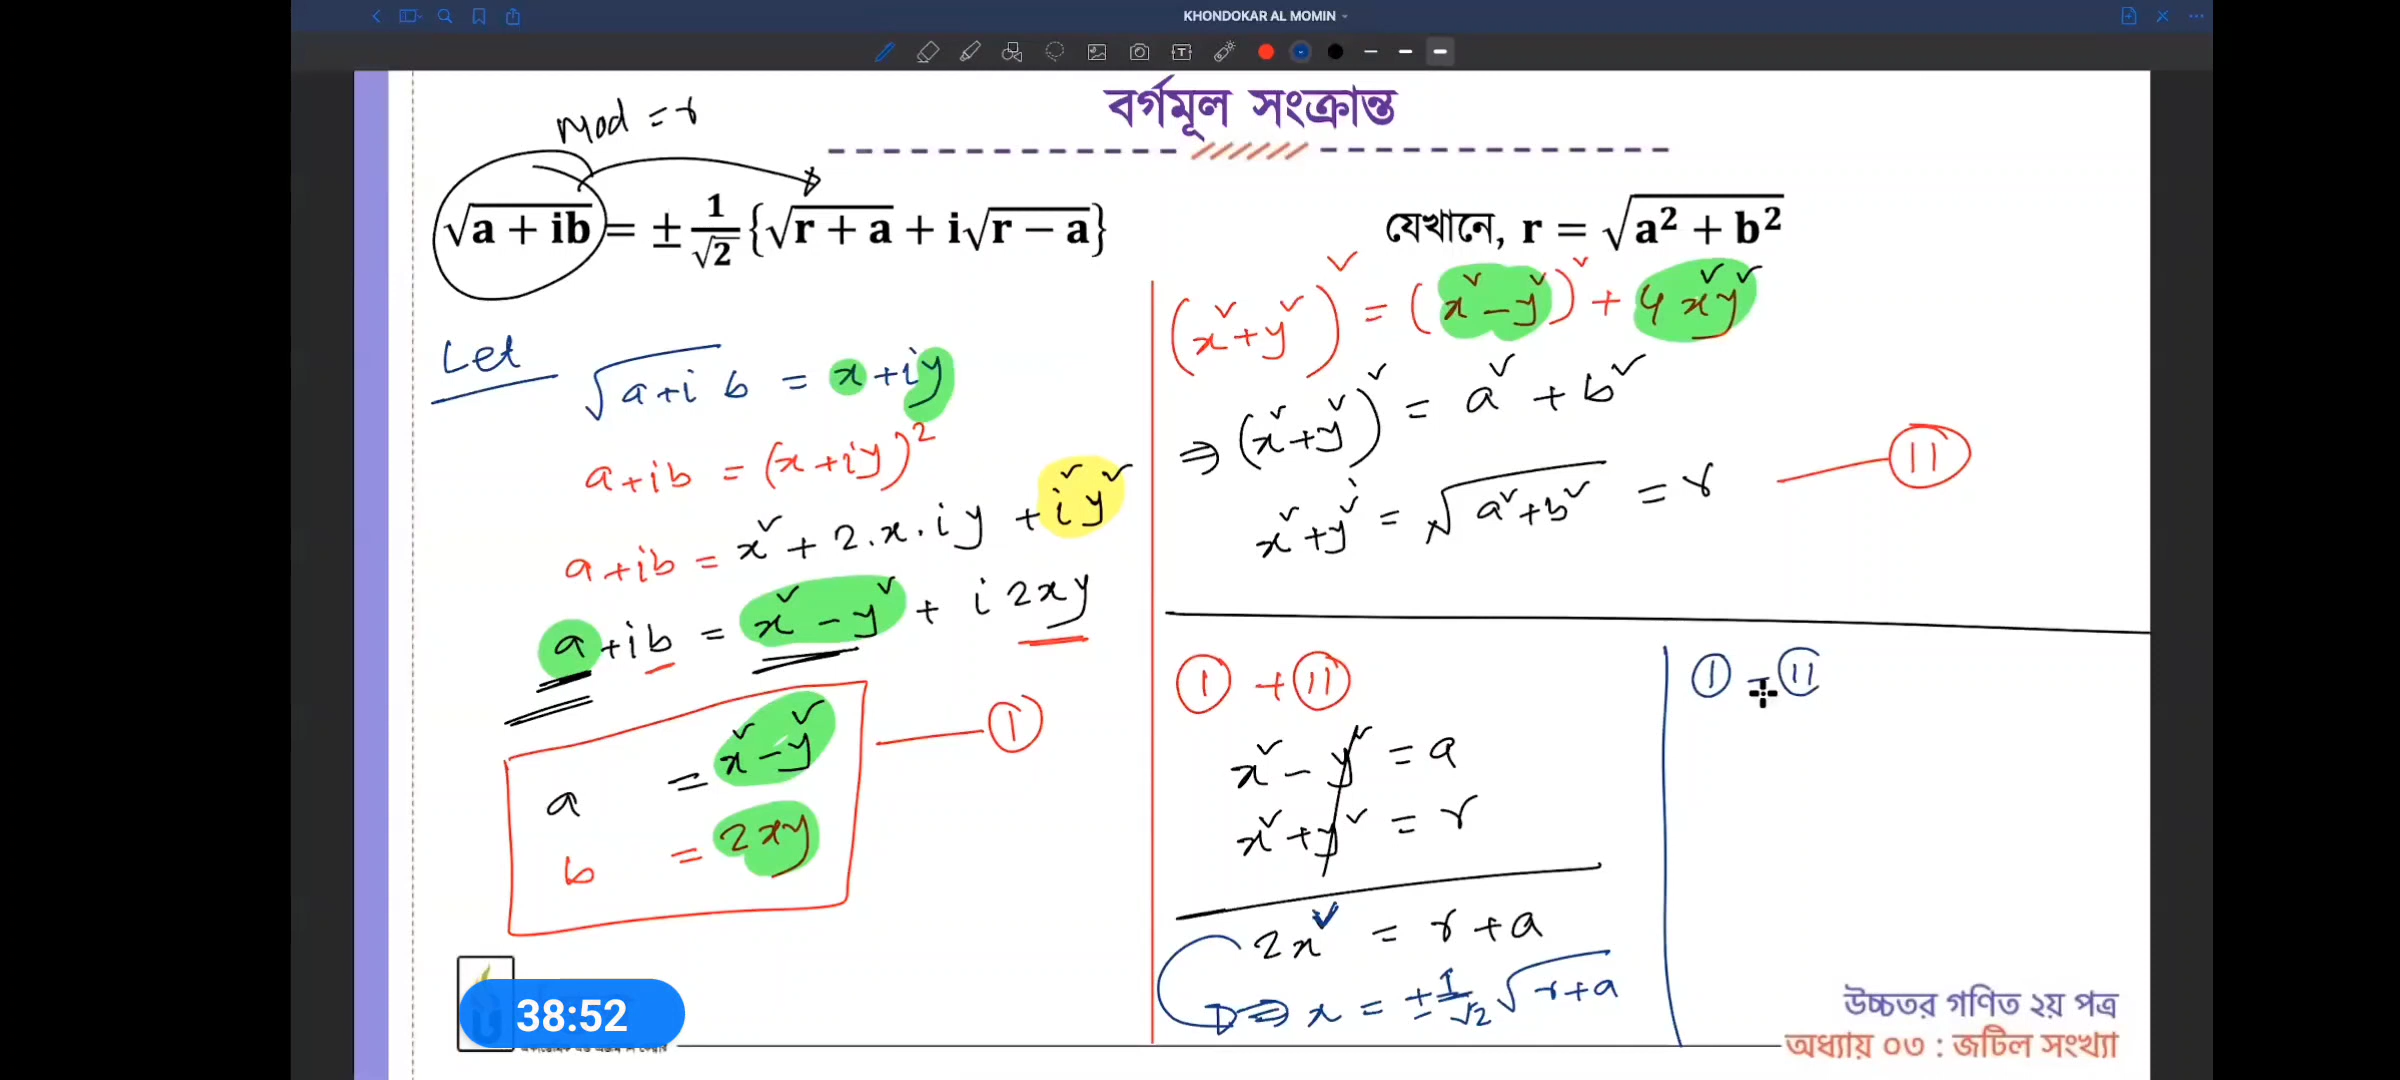 KHONDOKAR AL MOMIN
বর্গমূল সংক্রান্ত
Mod = r
√(a + ib) = ± 1/√2 {√(r + a) + i√(r − a)}
যেখানে, r = √(a² + b²)
Let √(a+i b) = x+iy
a+ib = (x+iy)²
a+ib = x² + 2.x.iy + i²y²
a+ib = x² − y² + i 2xy
a = x² − y² —— ①
b = 2xy
(x²+y²)² = (x²−y²)² + 4x²y²
⇒ (x²+y²)² = a² + b²
x²+y² = √(a²+b²) = r —— ⑪
① + ⑪
x² − y² = a
x² + y² = r
2x² = r+a
⇒ x = ± 1/√2 √(r+a)
① − ⑪
38:52
উচ্চতর গণিত ২য় পত্র
অধ্যায় ০৩ : জটিল সংখ্যা